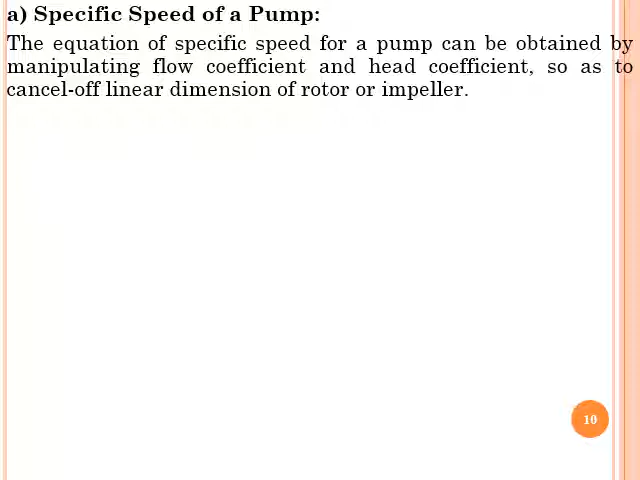 a) Specific Speed of a Pump:
The equation of specific speed for a pump can be obtained by
manipulating flow coefficient and head coefficient, so as to
cancel-off linear dimension of rotor or impeller.
10